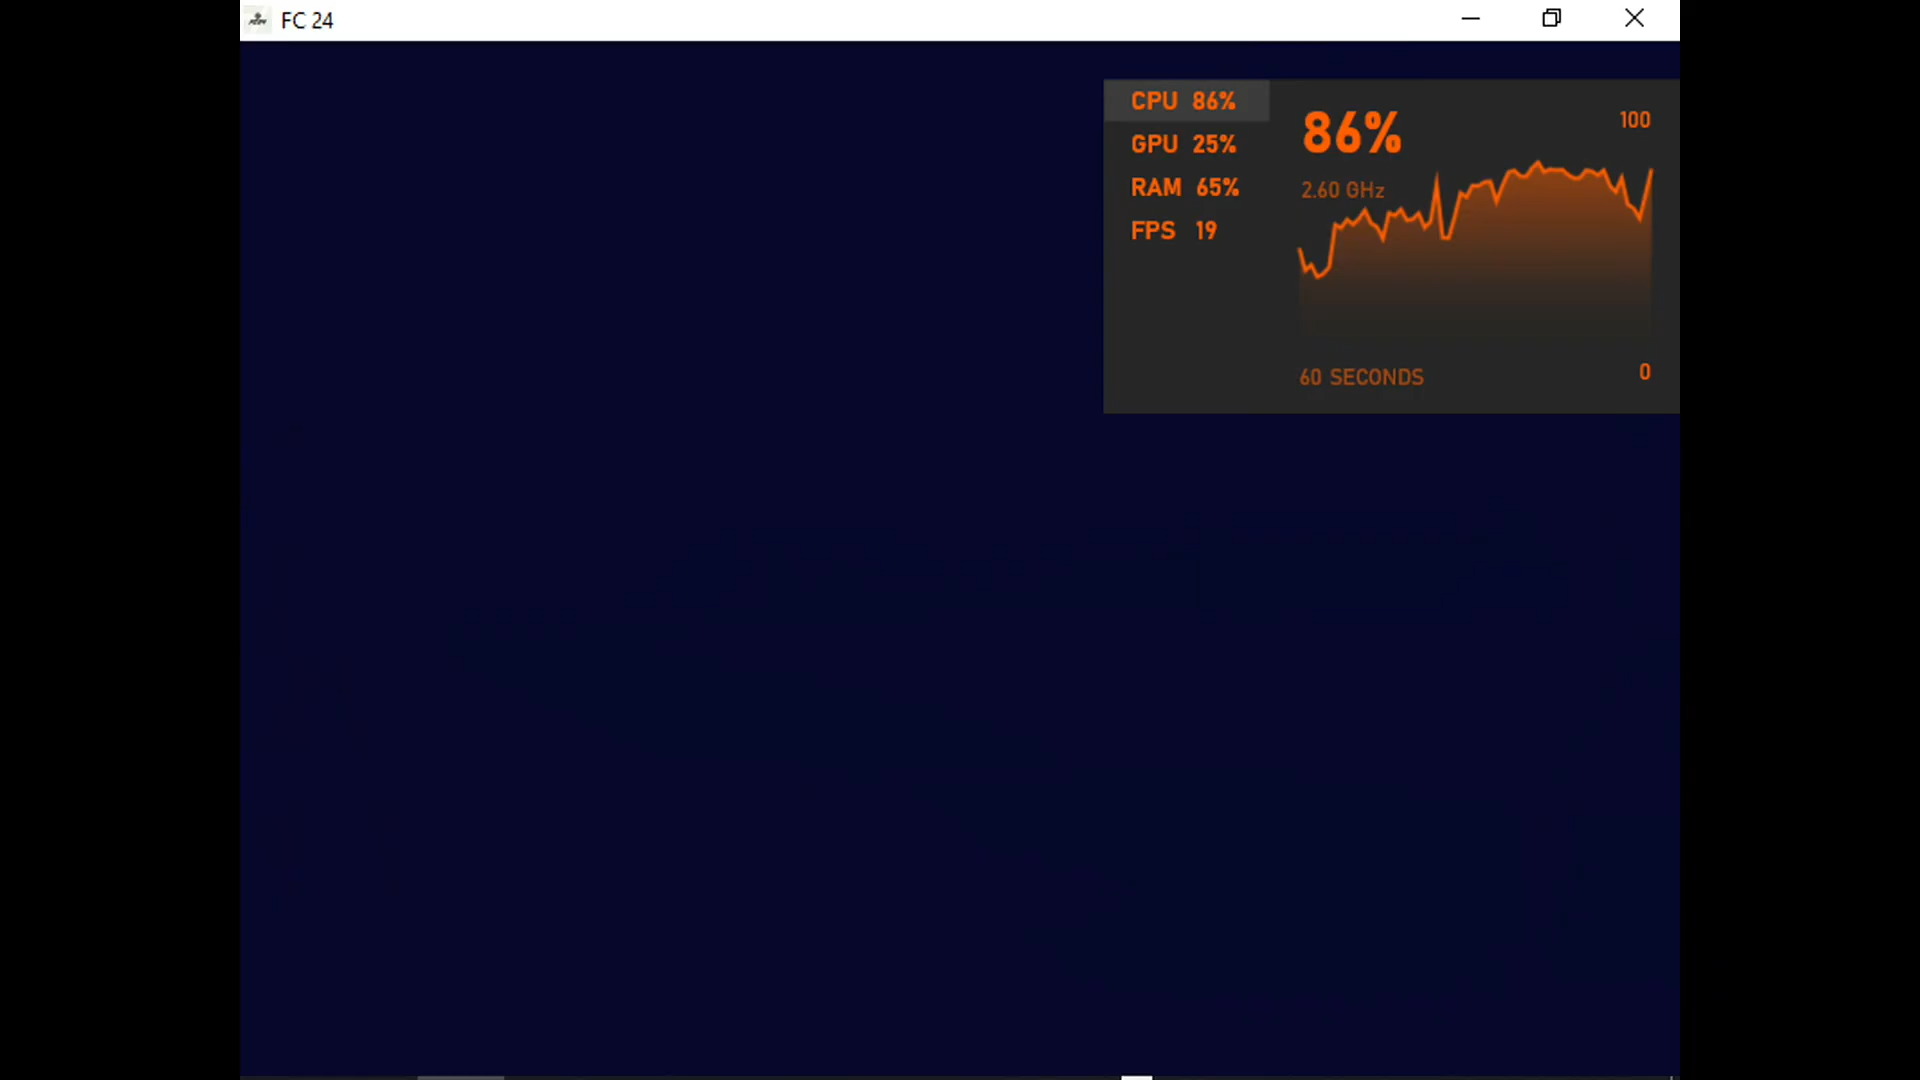 FC 24
CPU 86%
GPU 25%
RAM 65%
FPS 19
86%
100
2.60 GHz
60 SECONDS
0